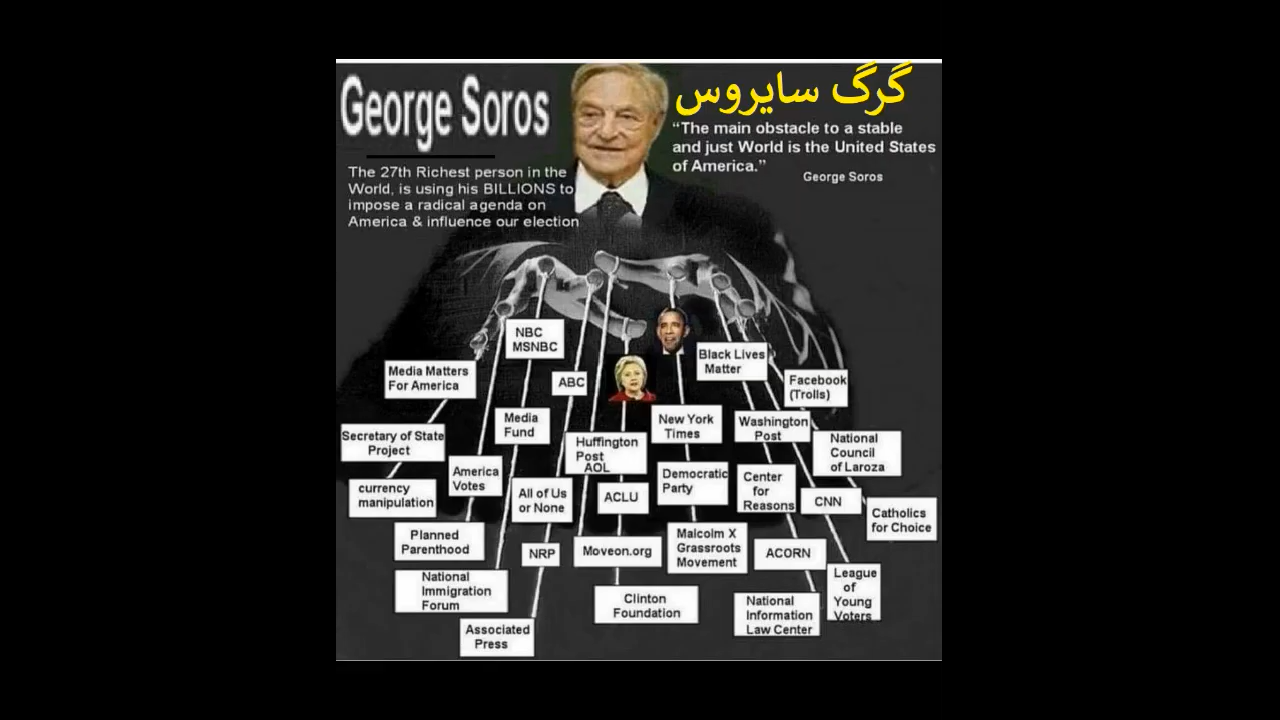 George Soros
گرگ سایروس
“The main obstacle to a stable
and just World is the United States
of America.”
George Soros
The 27th Richest person in the
World, is using his BILLIONS to
impose a radical agenda on
America & influence our election
NBC
MSNBC
Black Lives
Matter
Media Matters
For America
ABC
Facebook
(Trolls)
Media
Fund
New York
Times
Washington
Post
Secretary of State
Project
Huffington
Post
AOL
National
Council
of Laroza
America
Votes
Democratic
Party
Center
for
Reasons
currency
manipulation
All of Us
or None
ACLU
CNN
Catholics
for Choice
Planned
Parenthood
NRP
Moveon.org
Malcolm X
Grassroots
Movement
ACORN
National
Immigration
Forum
Clinton
Foundation
National
Information
Law Center
League
of
Young
Voters
Associated
Press